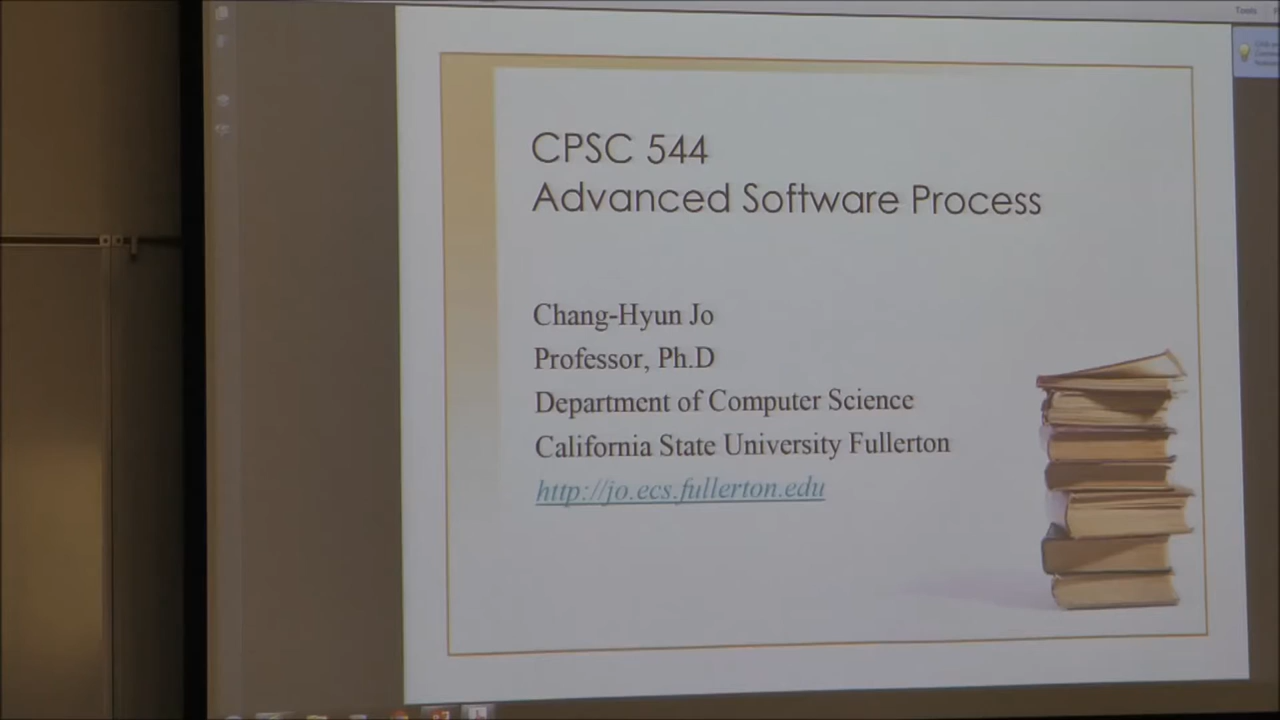 Tools
CPSC 544
Advanced Software Process
Chang-Hyun Jo
Professor, Ph.D
Department of Computer Science
California State University Fullerton
http://jo.ecs.fullerton.edu